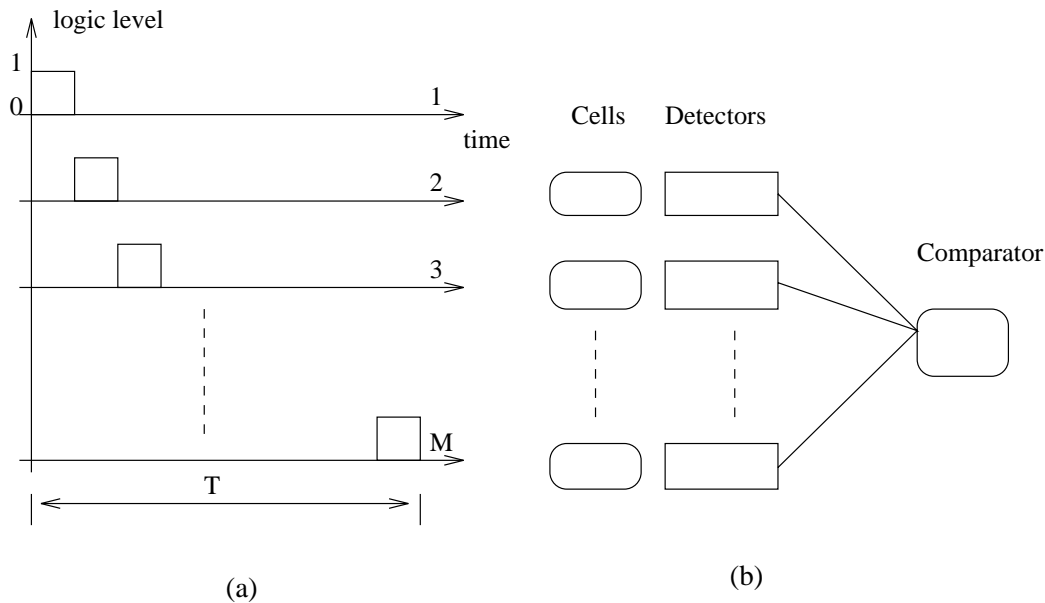 logic level
1
0
1
time
2
3
M
T
(a)
Cells
Detectors
Comparator
(b)